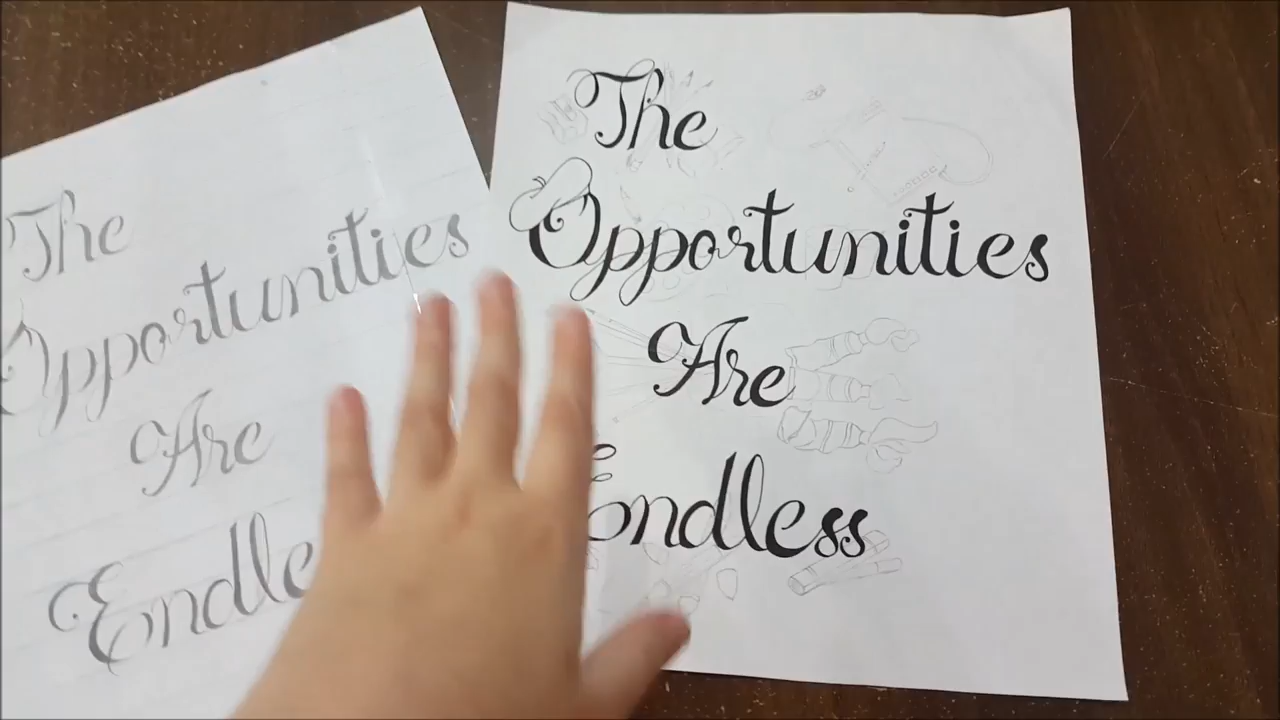 The
Opportunities
Are
Endle
The
Opportunities
Are
Endless